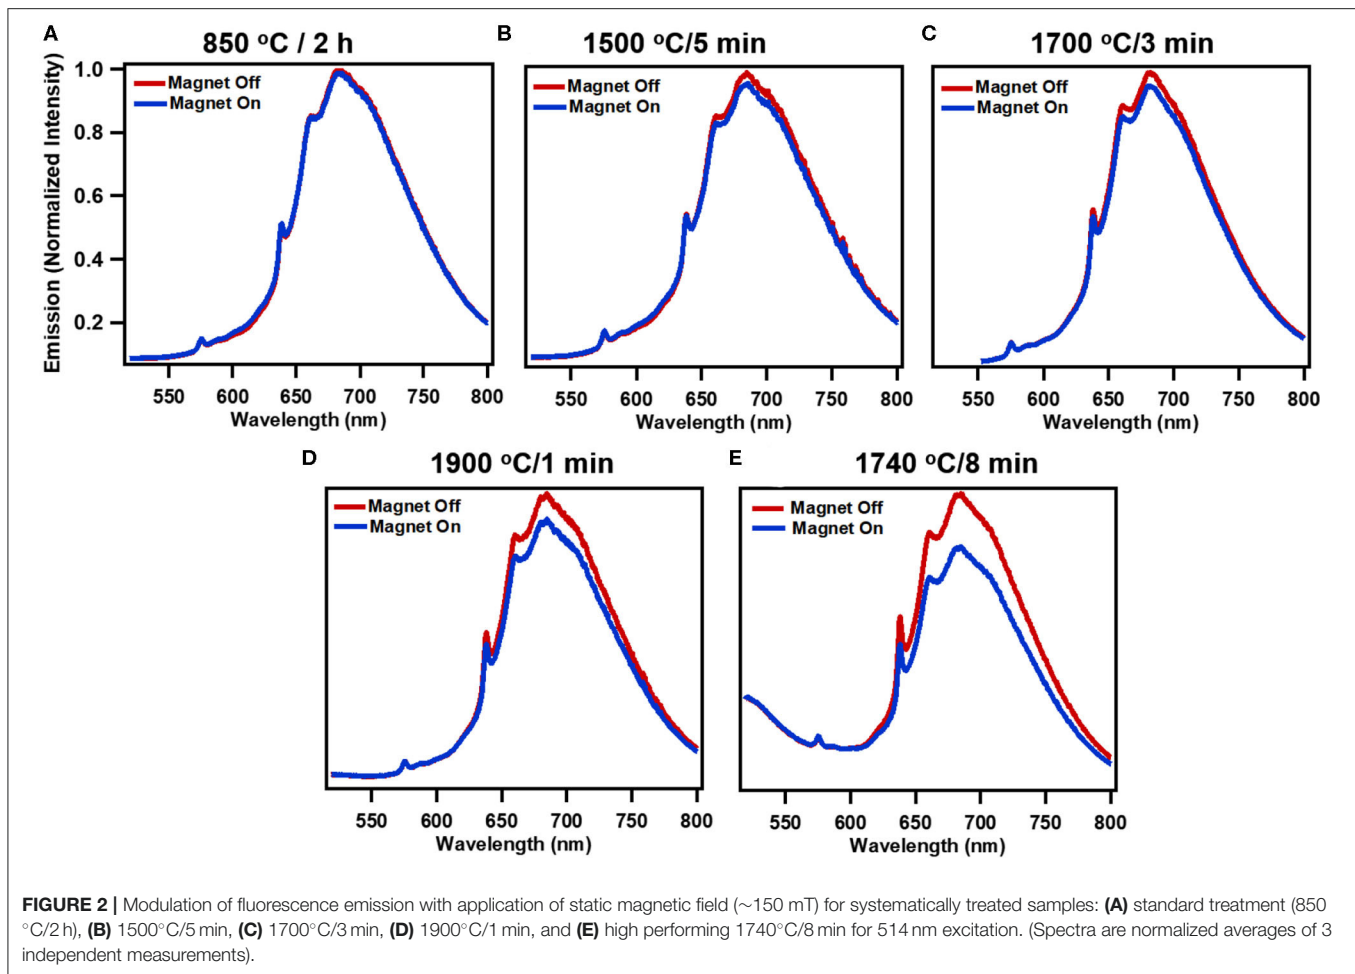 A
850 °C / 2 h
B
1500 °C/5 min
C
1700 °C/3 min
Emission (Normalized Intensity)
1.0
0.8
0.6
0.4
0.2
Magnet Off
Magnet On
550 600 650 700 750 800
Wavelength (nm)
Magnet Off
Magnet On
550 600 650 700 750 800
Wavelength (nm)
Magnet Off
Magnet On
550 600 650 700 750 800
Wavelength (nm)
D
1900 °C/1 min
E
1740 °C/8 min
Magnet Off
Magnet On
550 600 650 700 750 800
Wavelength (nm)
Magnet Off
Magnet On
550 600 650 700 750 800
Wavelength (nm)
FIGURE 2 | Modulation of fluorescence emission with application of static magnetic field (∼150 mT) for systematically treated samples: (A) standard treatment (850
°C/2 h), (B) 1500°C/5 min, (C) 1700°C/3 min, (D) 1900°C/1 min, and (E) high performing 1740°C/8 min for 514 nm excitation. (Spectra are normalized averages of 3
independent measurements).